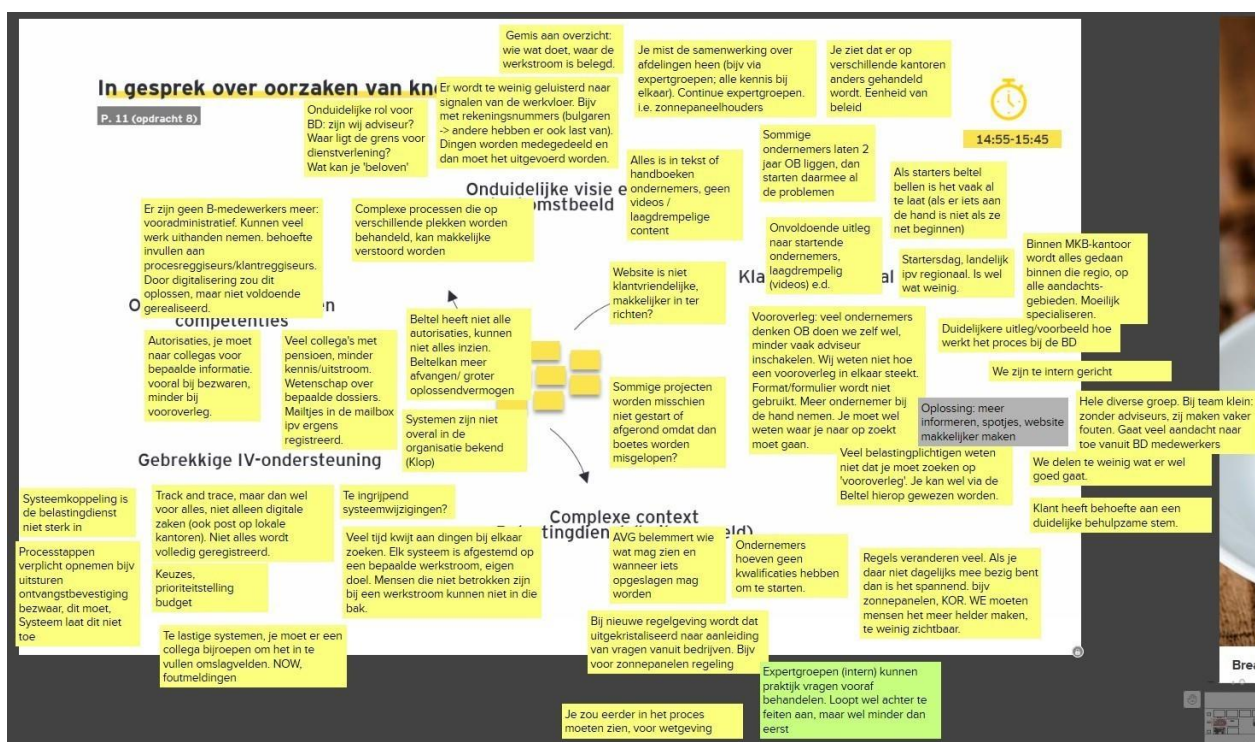 In gesprek over oorzaken van kn
P. 11 (opdracht 8)
14:55-15:45
Gemis aan overzicht:
wie wat doet, waar de
werkstroom is belegd.
Je mist de samenwerking over
afdelingen heen (bijv via
expertgroepen; alle kennis bij
elkaar). Continue expertgroepen.
i.e. zonnepaneelhouders
Je ziet dat er op
verschillende kantoren
anders gehandeld
wordt. Eenheid van
beleid
Onduidelijke rol voor
BD: zijn wij adviseur?
Waar ligt de grens voor
dienstverlening?
Wat kan je 'beloven'
Er wordt te weinig geluisterd naar
signalen van de werkvloer. Bijv
met rekeningsnummers (bulgaren
-> andere hebben er ook last van).
Dingen worden medegedeeld en
dan moet het uitgevoerd worden.
Alles is in tekst of
handboeken
ondernemers, geen
videos /
laagdrempelige
content
Sommige
ondernemers laten 2
jaar OB liggen, dan
starten daarmee al
de problemen
Als starters beltel
bellen is het vaak al
te laat (als er iets aan
de hand is niet als ze
net beginnen)
Onduidelijke visie e
omstbeeld
Er zijn geen B-medewerkers meer:
vooradministratief. Kunnen veel
werk uithanden nemen. behoefte
invullen aan
procesreggiseurs/klantreggiseurs.
Door digitalisering zou dit
oplossen, maar niet voldoende
gerealiseerd.
Complexe processen die op
verschillende plekken worden
behandeld, kan makkelijke
verstoord worden
Website is niet
klantvriendelijke,
makkelijker in ter
richten?
Onvoldoende uitleg
naar startende
ondernemers,
laagdrempelig
(videos) e.d.
Startersdag, landelijk
ipv regionaal. Is wel
wat weinig.
Binnen MKB-kantoor
wordt alles gedaan
binnen die regio, op
alle aandachts-
gebieden. Moeilijk
specialiseren.
Kla
al
O
en
competenties
Autorisaties, je moet
naar collegas voor
bepaalde informatie.
vooral bij bezwaren,
minder bij
vooroverleg.
Veel collega's met
pensioen, minder
kennis/uitstroom.
Wetenschap over
bepaalde dossiers.
Mailtjes in de mailbox
ipv ergens
registreerd.
Beltel heeft niet alle
autorisaties, kunnen
niet alles inzien.
Beltelkan meer
afvangen/ groter
oplossendvermogen
Systemen zijn niet
overal in de
organisatie bekend
(Klop)
Sommige projecten
worden misschien
niet gestart of
afgerond omdat dan
boetes worden
misgelopen?
Vooroverleg: veel ondernemers
denken OB doen we zelf wel,
minder vaak adviseur
inschakelen. Wij weten niet hoe
een vooroverleg in elkaar steekt.
Format/formulier wordt niet
gebruikt. Meer ondernemer bij
de hand nemen. Je moet wel
weten waar je naar op zoekt
moet gaan.
Duidelijkere uitleg/voorbeeld hoe
werkt het proces bij de BD
We zijn te intern gericht
Oplossing: meer
informeren, spotjes, website
makkelijker maken
Hele diverse groep. Bij team klein:
zonder adviseurs, zij maken vaker
fouten. Gaat veel aandacht naar
toe vanuit BD medewerkers
Veel belastingplichtigen weten
niet dat je moet zoeken op
'vooroverleg'. Je kan wel via de
Beltel hierop gewezen worden.
We delen te weinig wat er wel
goed gaat.
Klant heeft behoefte aan een
duidelijke behulpzame stem.
Gebrekkige IV-ondersteuning
Systeemkoppeling is
de belastingdienst
niet sterk in
Track and trace, maar dan wel
voor alles, niet alleen digitale
zaken (ook post op lokale
kantoren). Niet alles wordt
volledig geregistreerd.
Te ingrijpend
systeemwijzigingen?
Processtappen
verplicht opnemen bijv
uitsturen
ontvangstbevestiging
bezwaar, dit moet,
Systeem laat dit niet
toe
Keuzes,
prioriteitstelling
budget
Veel tijd kwijt aan dingen bij elkaar
zoeken. Elk systeem is afgestemd op
een bepaalde werkstroom, eigen
doel. Mensen die niet betrokken zijn
bij een werkstroom kunnen niet in die
bak.
Te lastige systemen, je moet er een
collega bijroepen om het in te
vullen omslagvelden. NOW,
foutmeldingen
Complexe context
tingdien
eld)
AVG belemmert wie
wat mag zien en
wanneer iets
opgeslagen mag
worden
Ondernemers
hoeven geen
kwalificaties hebben
om te starten.
Regels veranderen veel. Als je
daar niet dagelijks mee bezig bent
dan is het spannend. bijv
zonnepanelen, KOR. WE moeten
mensen het meer helder maken,
te weinig zichtbaar.
Bij nieuwe regelgeving wordt dat
uitgekristaliseerd naar aanleiding
van vragen vanuit bedrijven. Bijv
voor zonnepanelen regeling
Expertgroepen (intern) kunnen
praktijk vragen vooraf
behandelen. Loopt wel achter te
feiten aan, maar wel minder dan
eerst
Je zou eerder in het proces
moeten zien, voor wetgeving
Brea